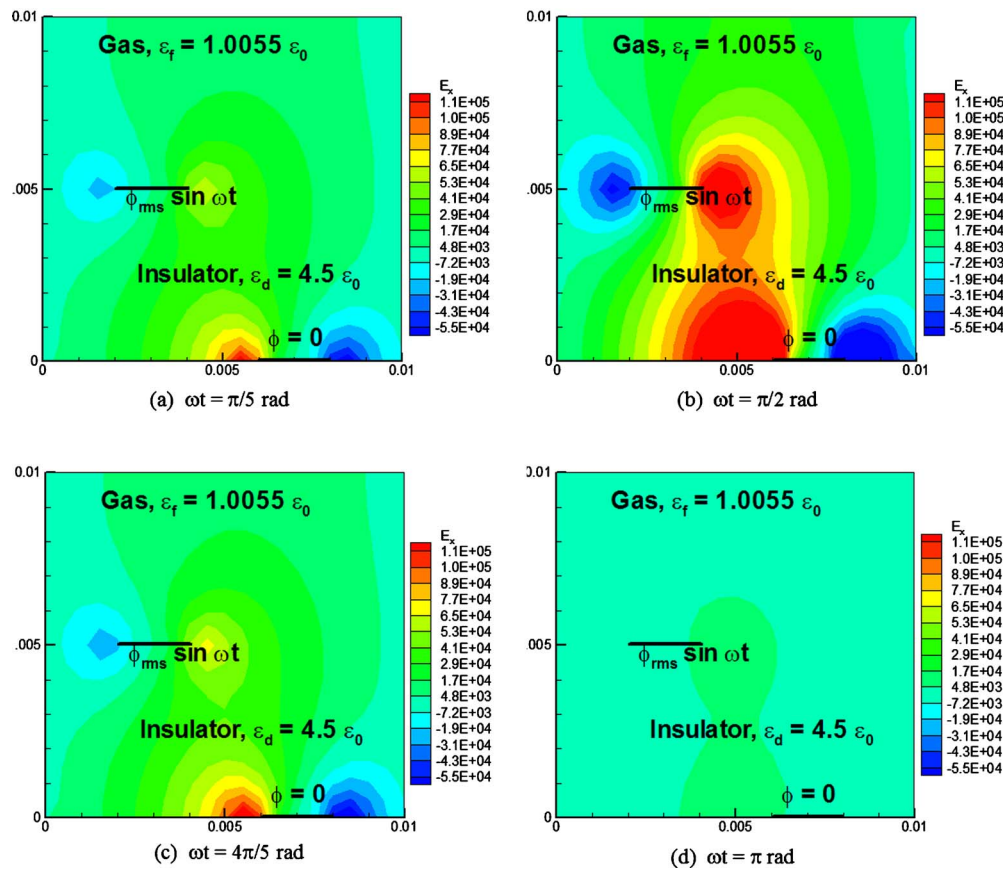 0.01
Gas, εf = 1.0055 ε0
.005
ϕrms sin ωt
Insulator, εd = 4.5 ε0
ϕ = 0
0
0
0.005
0.01
Ex
1.1E+05
1.0E+05
8.9E+04
7.7E+04
6.5E+04
5.3E+04
4.1E+04
2.9E+04
1.7E+04
4.8E+03
-7.2E+03
-1.9E+04
-3.1E+04
-4.3E+04
-5.5E+04
(a) ωt = π/5 rad
0.01
Gas, εf = 1.0055 ε0
.005
ϕrms sin ωt
Insulator, εd = 4.5 ε0
ϕ = 0
0
0
0.005
0.01
Ex
1.1E+05
1.0E+05
8.9E+04
7.7E+04
6.5E+04
5.3E+04
4.1E+04
2.9E+04
1.7E+04
4.8E+03
-7.2E+03
-1.9E+04
-3.1E+04
-4.3E+04
-5.5E+04
(b) ωt = π/2 rad
0.01
Gas, εf = 1.0055 ε0
.005
ϕrms sin ωt
Insulator, εd = 4.5 ε0
ϕ = 0
0
0
0.005
0.01
Ex
1.1E+05
1.0E+05
8.9E+04
7.7E+04
6.5E+04
5.3E+04
4.1E+04
2.9E+04
1.7E+04
4.8E+03
-7.2E+03
-1.9E+04
-3.1E+04
-4.3E+04
-5.5E+04
(c) ωt = 4π/5 rad
0.01
Gas, εf = 1.0055 ε0
.005
ϕrms sin ωt
Insulator, εd = 4.5 ε0
ϕ = 0
0
0
0.005
0.01
Ex
1.1E+05
1.0E+05
8.9E+04
7.7E+04
6.5E+04
5.3E+04
4.1E+04
2.9E+04
1.7E+04
4.8E+03
-7.2E+03
-1.9E+04
-3.1E+04
-4.3E+04
-5.5E+04
(d) ωt = π rad